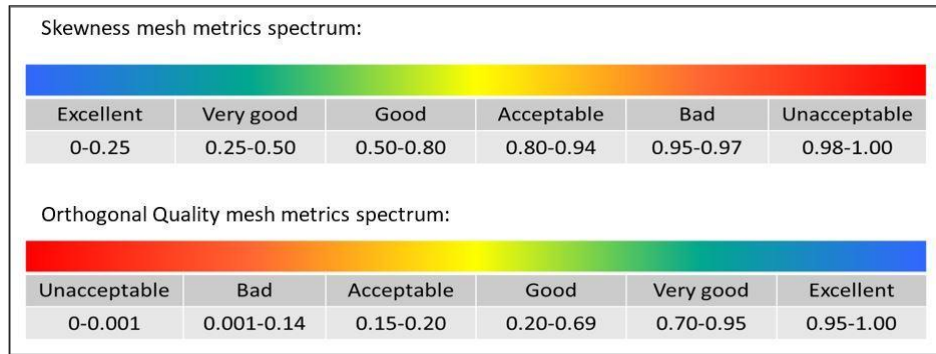 Skewness mesh metrics spectrum:
Excellent Very good Good Acceptable Bad Unacceptable
0-0.25 0.25-0.50 0.50-0.80 0.80-0.94 0.95-0.97 0.98-1.00
Orthogonal Quality mesh metrics spectrum:
Unacceptable Bad Acceptable Good Very good Excellent
0-0.001 0.001-0.14 0.15-0.20 0.20-0.69 0.70-0.95 0.95-1.00